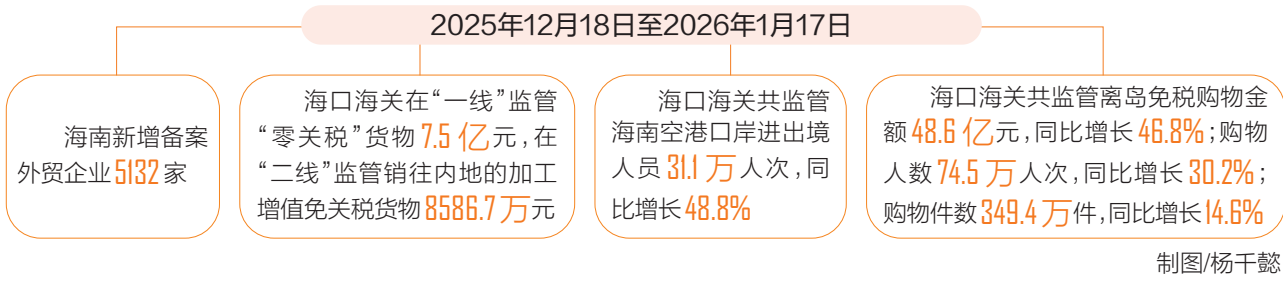 2025年12月18日至2026年1月17日
海南新增备案
外贸企业5132家
海口海关在“一线”监管
“零关税”货物7.5亿元,在
“二线”监管销往内地的加工
增值免关税货物8586.7万元
海口海关共监管
海南空港口岸进出境
人员31.1万人次,同
比增长48.8%
海口海关共监管离岛免税购物金
额48.6亿元,同比增长46.8%;购物
人数74.5万人次,同比增长30.2%;
购物件数349.4万件,同比增长14.6%
制图/杨千懿